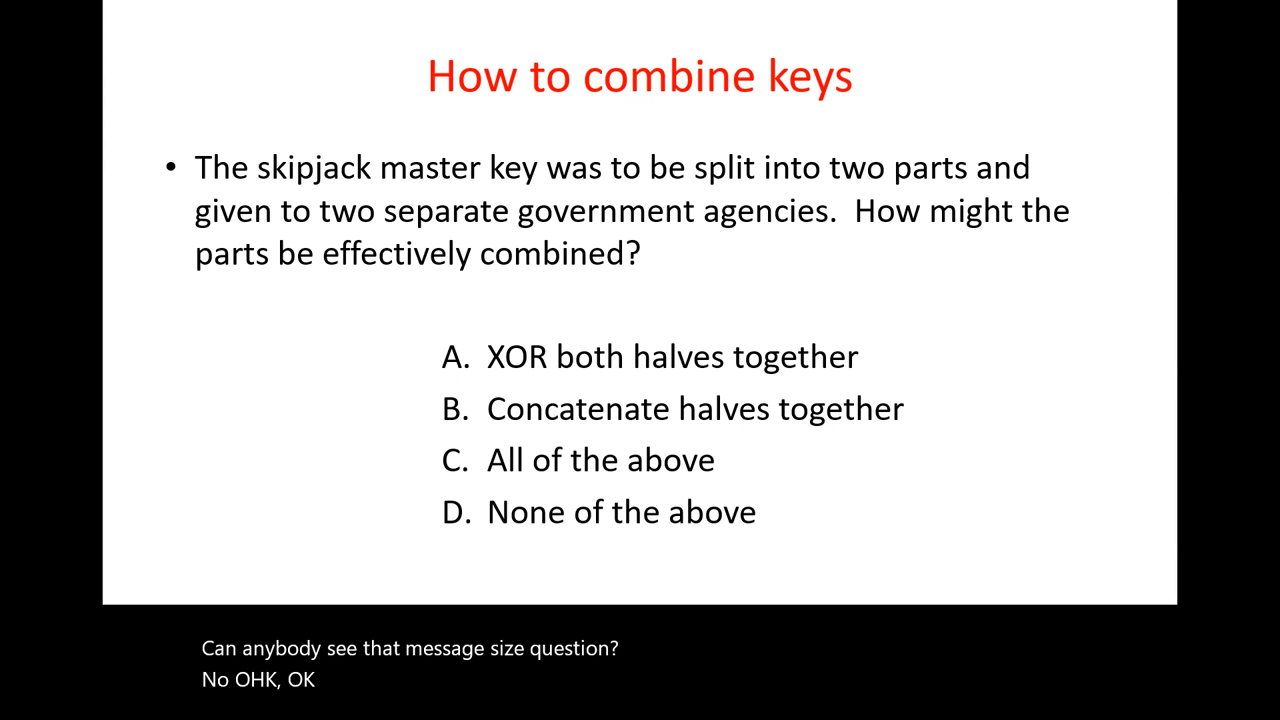 How to combine keys
• The skipjack master key was to be split into two parts and
given to two separate government agencies.  How might the
parts be effectively combined?
A. XOR both halves together
B. Concatenate halves together
C. All of the above
D. None of the above
Can anybody see that message size question?
No OHK, OK